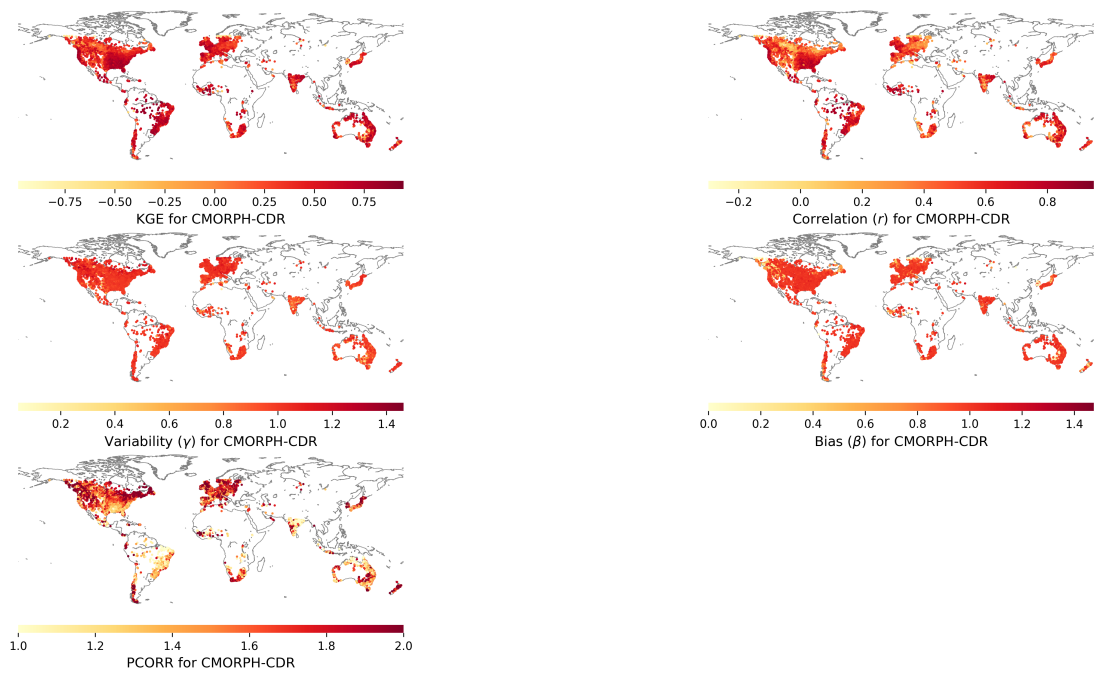 −0.75 −0.50 −0.25 0.00 0.25 0.50 0.75
KGE for CMORPH-CDR
−0.2 0.0 0.2 0.4 0.6 0.8
Correlation (r) for CMORPH-CDR
0.2 0.4 0.6 0.8 1.0 1.2 1.4
Variability (γ) for CMORPH-CDR
0.0 0.2 0.4 0.6 0.8 1.0 1.2 1.4
Bias (β) for CMORPH-CDR
1.0 1.2 1.4 1.6 1.8 2.0
PCORR for CMORPH-CDR